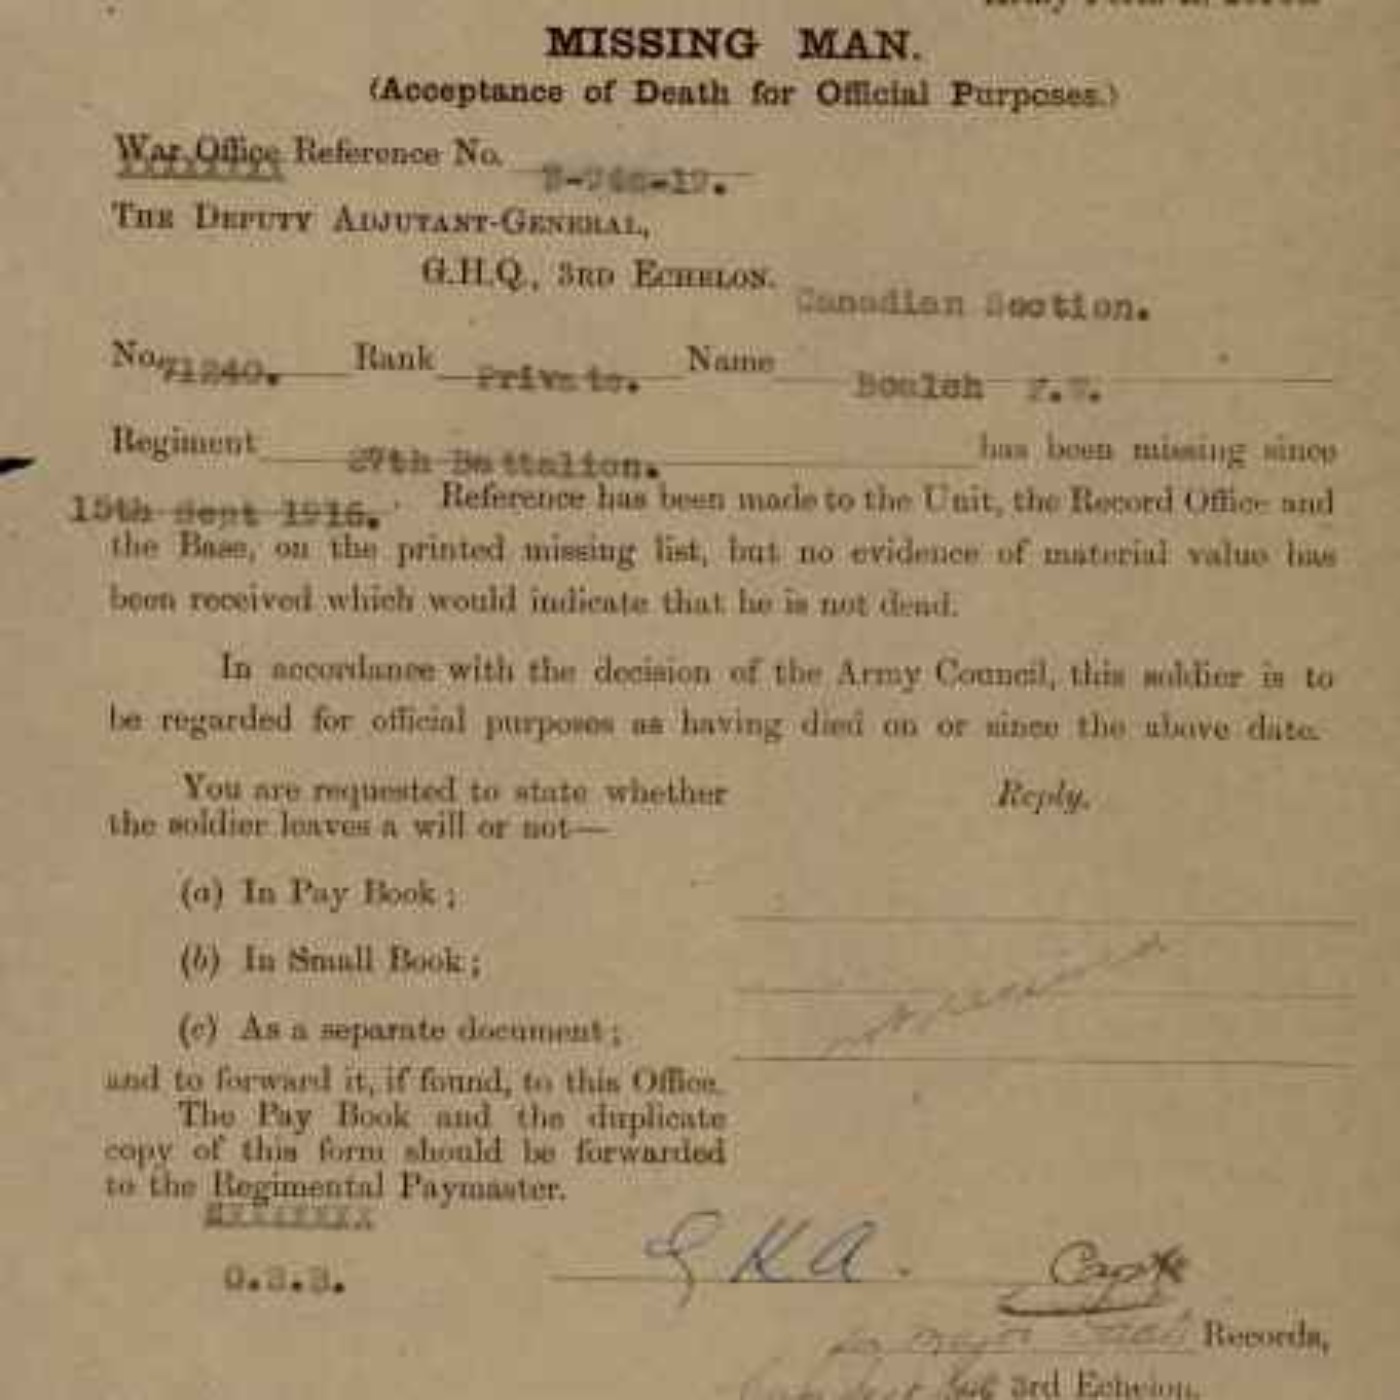 MISSING MAN.
(Acceptance of Death for Official Purposes.)
War Office Reference No.
THE DEPUTY ADJUTANT-GENERAL,
G.H.Q., 3RD ECHELON.
Canadian Section.
No. 71240. Rank Private. Name
Regiment 27th Battalion. has been missing since
15th Sept 1916. Reference has been made to the Unit, the Record Office and
the Base, on the printed missing list, but no evidence of material value has
been received which would indicate that he is not dead.
In accordance with the decision of the Army Council, this soldier is to
be regarded for official purposes as having died on or since the above date.
You are requested to state whether Reply.
the soldier leaves a will or not—
(a) In Pay Book;
(b) In Small Book;
(c) As a separate document;
and to forward it, if found, to this Office.
The Pay Book and the duplicate
copy of this form should be forwarded
to the Regimental Paymaster.
Capt
Records,
3rd Echelon,